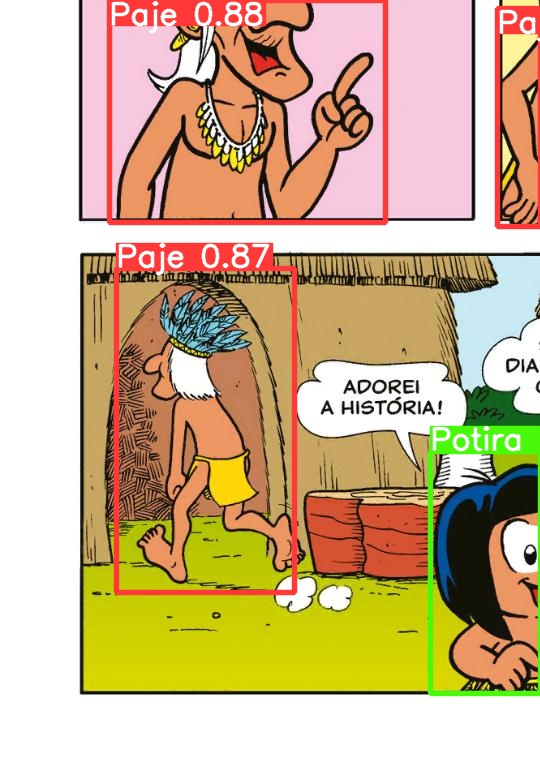 Paje 0.88
Pa
Paje 0.87
ADOREI
A HISTÓRIA!
DIA
Potira